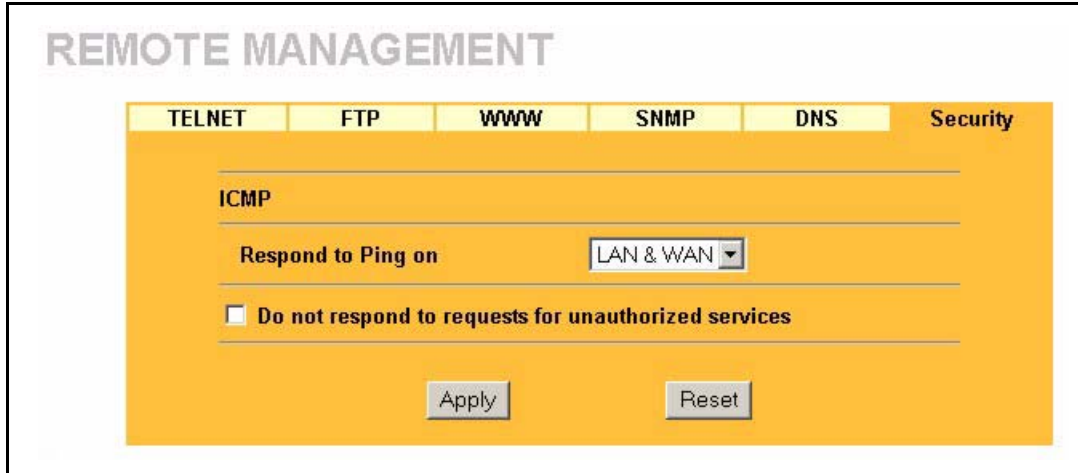 REMOTE MANAGEMENT
TELNET FTP WWW SNMP DNS Security
ICMP
Respond to Ping on LAN & WAN
Do not respond to requests for unauthorized services
Apply Reset